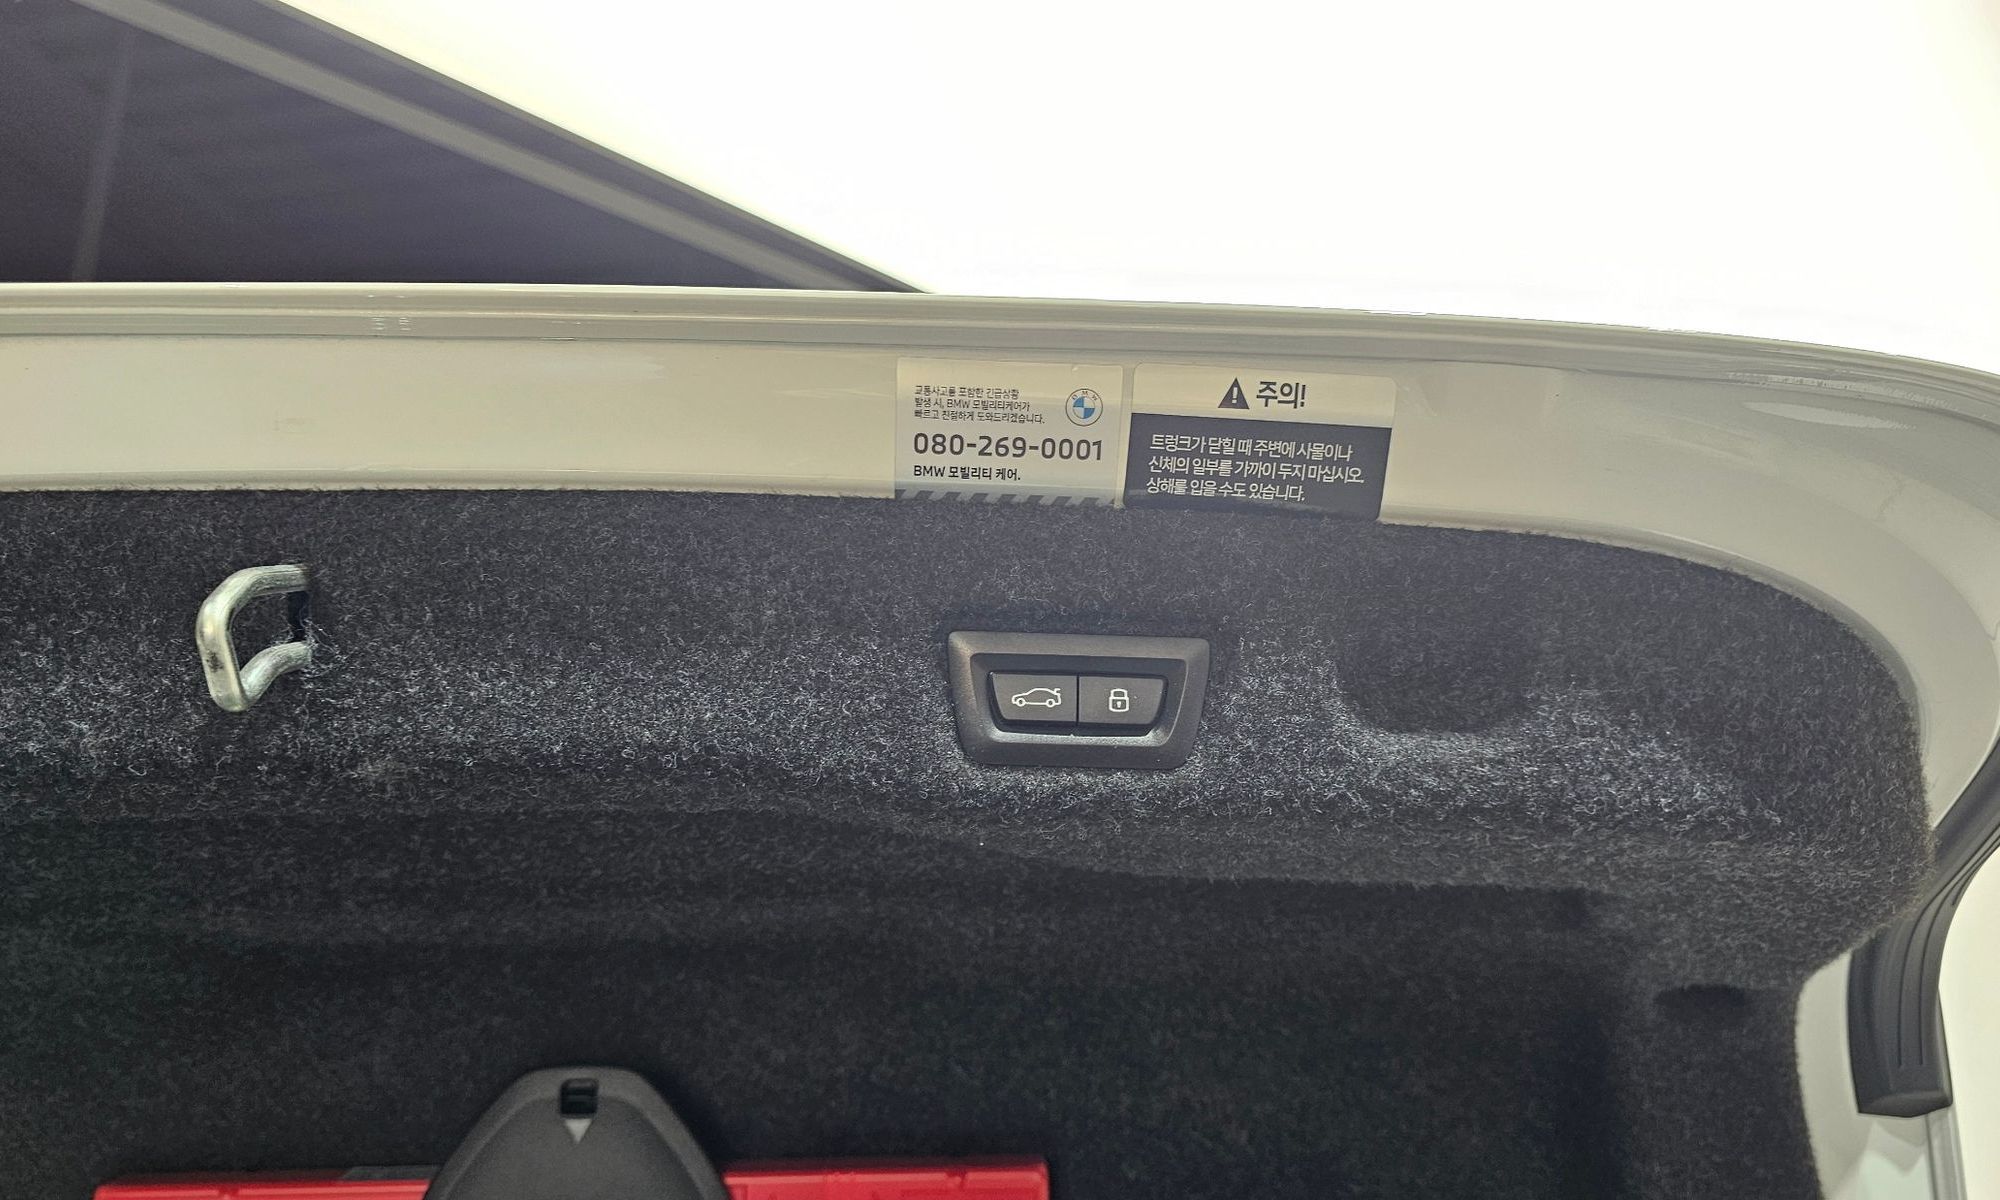 교통사고를 포함한 긴급상황
발생 시, BMW 모빌리티케어가
빠르고 친절하게 도와드리겠습니다.
080-269-0001
BMW 모빌리티 케어.
BMW
주의!
트렁크가 닫힐 때 주변에 사물이나
신체의 일부를 가까이 두지 마십시오.
상해를 입을 수도 있습니다.